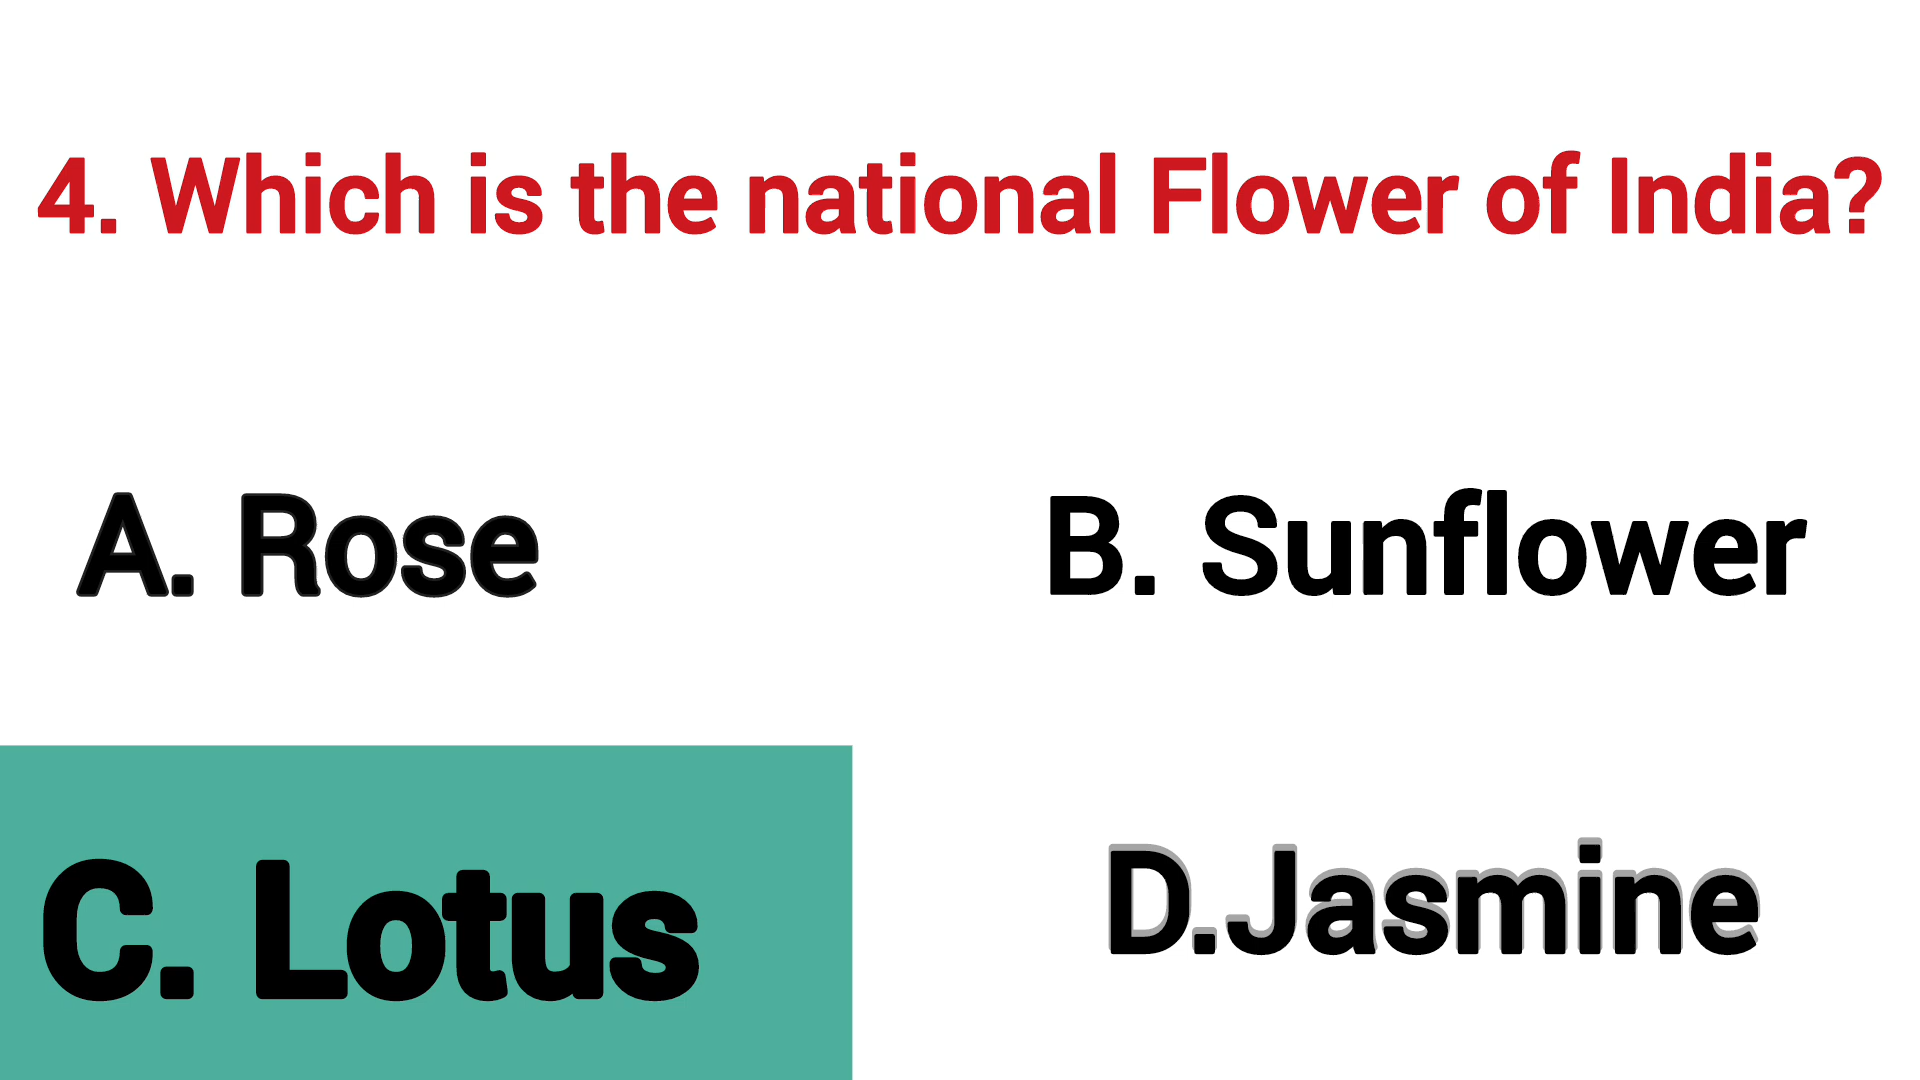 4. Which is the national Flower of India?
A. Rose
B. Sunflower
C. Lotus
D.Jasmine